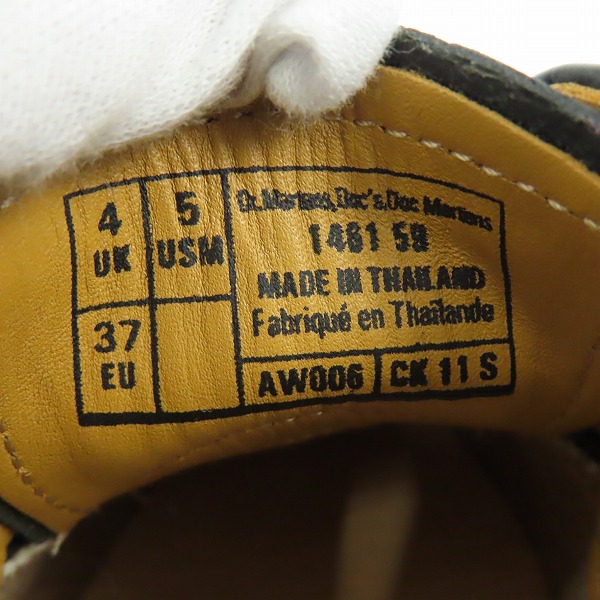 4
UK
5
USM
37
EU
Dr. Martens, Doc's, Doc Martens
1461 59
MADE IN THAILAND
Fabriqué en Thaïlande
AW006
CK 11 S